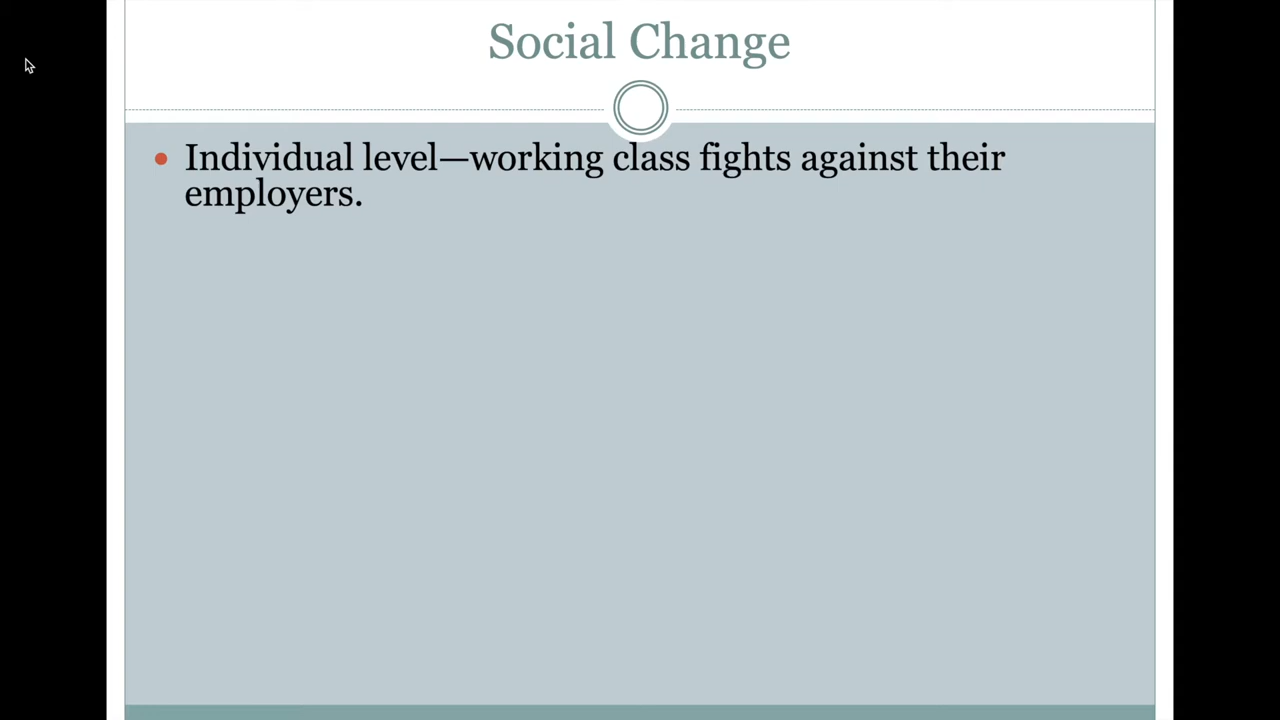 Social Change
• Individual level—working class fights against their
employers.